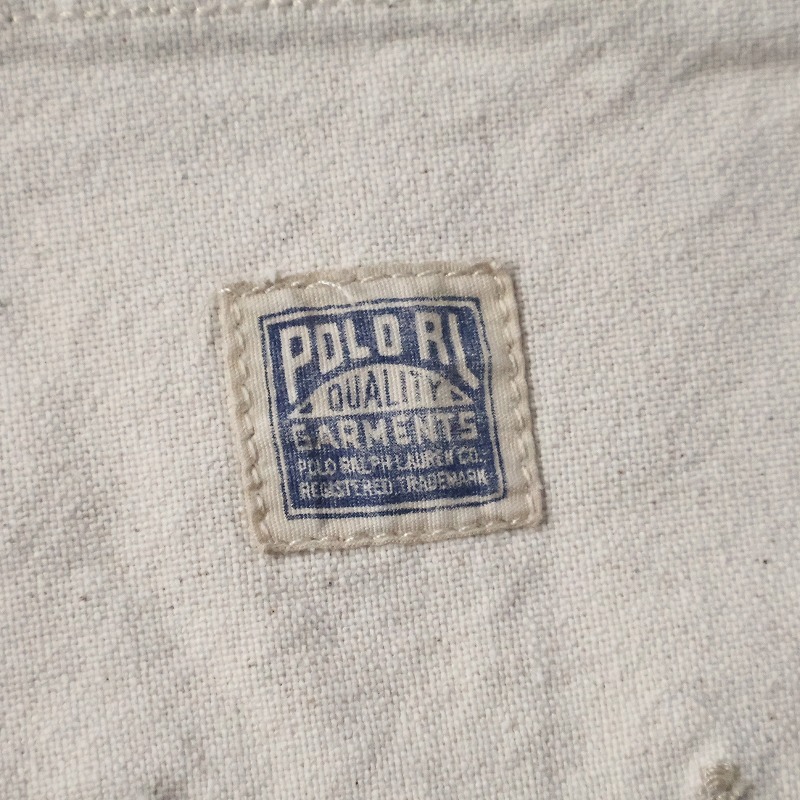 POLO RL
QUALITY
GARMENTS
POLO RALPH LAUREN CO.
REGISTERED TRADEMARK